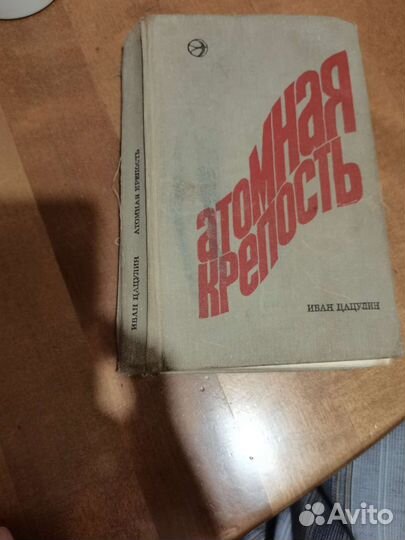 атомная
крепость
ИВАН ЦАЦУЛИН
ИВАН ЦАЦУЛИН АТОМНАЯ КРЕПОСТЬ
Avito